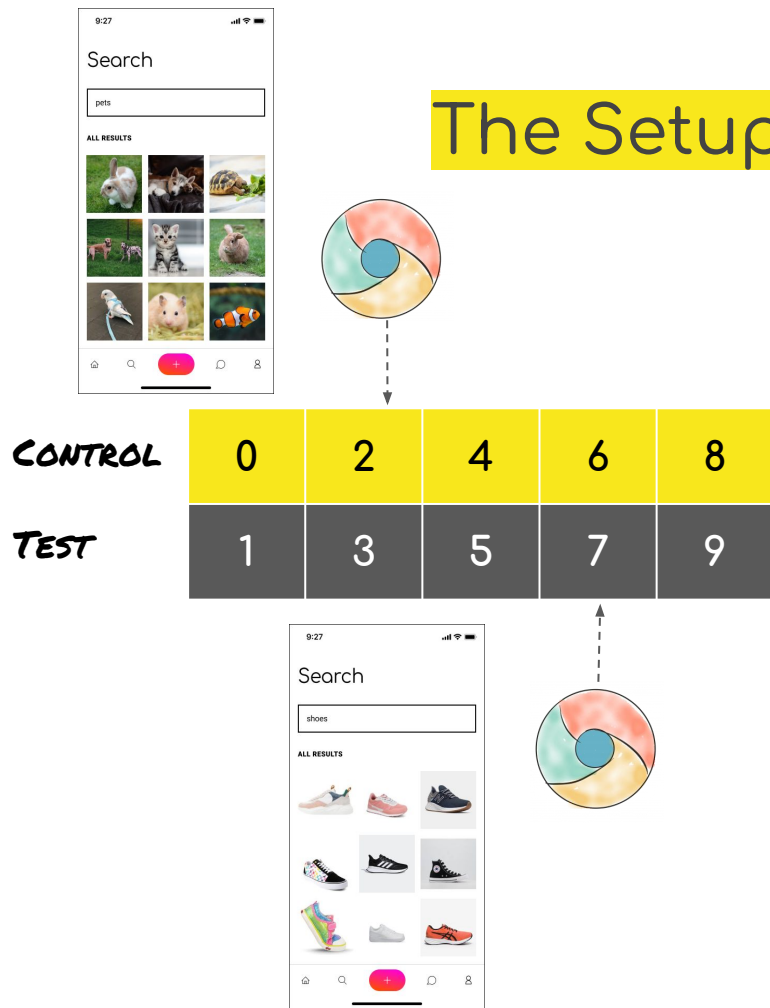 9:27
Search
pets
ALL RESULTS
The Setup
CONTROL 0 2 4 6 8
TEST 1 3 5 7 9
9:27
Search
shoes
ALL RESULTS